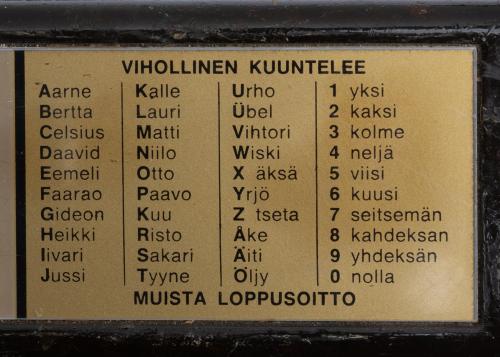 VIHOLLINEN KUUNTELEE
Aarne Kalle Urho 1 yksi
Bertta Lauri Übel 2 kaksi
Celsius Matti Vihtori 3 kolme
Daavid Niilo Wiski 4 neljä
Eemeli Otto X äksä 5 viisi
Faarao Paavo Yrjö 6 kuusi
Gideon Kuu Z tseta 7 seitsemän
Heikki Risto Åke 8 kahdeksan
Iivari Sakari Äiti 9 yhdeksän
Jussi Tyyne Öljy 0 nolla
MUISTA LOPPUSOITTO